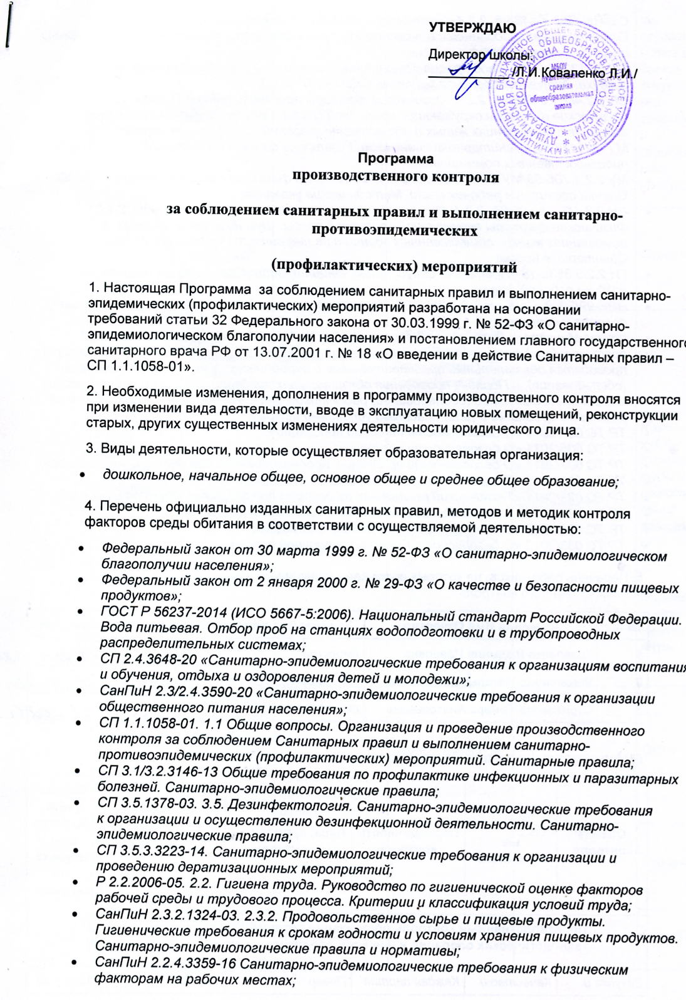 УТВЕРЖДАЮ
Директор школы:
/Л.И.Коваленко Л.И./
МБОУ
Душатинская
средняя
общеобразовательная
школа
Программа
производственного контроля
за соблюдением санитарных правил и выполнением санитарно-
противоэпидемических
(профилактических) мероприятий
1. Настоящая Программа за соблюдением санитарных правил и выполнением санитарно-
эпидемических (профилактических) мероприятий разработана на основании
требований статьи 32 Федерального закона от 30.03.1999 г. № 52-ФЗ «О санитарно-
эпидемиологическом благополучии населения» и постановлением главного государственного
санитарного врача РФ от 13.07.2001 г. № 18 «О введении в действие Санитарных правил –
СП 1.1.1058-01».
2. Необходимые изменения, дополнения в программу производственного контроля вносятся
при изменении вида деятельности, вводе в эксплуатацию новых помещений, реконструкции
старых, других существенных изменениях деятельности юридического лица.
3. Виды деятельности, которые осуществляет образовательная организация:
• дошкольное, начальное общее, основное общее и среднее общее образование;
4. Перечень официально изданных санитарных правил, методов и методик контроля
факторов среды обитания в соответствии с осуществляемой деятельностью:
• Федеральный закон от 30 марта 1999 г. № 52-ФЗ «О санитарно-эпидемиологическом
благополучии населения»;
• Федеральный закон от 2 января 2000 г. № 29-ФЗ «О качестве и безопасности пищевых
продуктов»;
• ГОСТ Р 56237-2014 (ИСО 5667-5:2006). Национальный стандарт Российской Федерации.
Вода питьевая. Отбор проб на станциях водоподготовки и в трубопроводных
распределительных системах;
• СП 2.4.3648-20 «Санитарно-эпидемиологические требования к организациям воспитания
и обучения, отдыха и оздоровления детей и молодежи»;
• СанПиН 2.3/2.4.3590-20 «Санитарно-эпидемиологические требования к организации
общественного питания населения»;
• СП 1.1.1058-01. 1.1 Общие вопросы. Организация и проведение производственного
контроля за соблюдением Санитарных правил и выполнением санитарно-
противоэпидемических (профилактических) мероприятий. Санитарные правила;
• СП 3.1/3.2.3146-13 Общие требования по профилактике инфекционных и паразитарных
болезней. Санитарно-эпидемиологические правила;
• СП 3.5.1378-03. 3.5. Дезинфектология. Санитарно-эпидемиологические требования
к организации и осуществлению дезинфекционной деятельности. Санитарно-
эпидемиологические правила;
• СП 3.5.3.3223-14. Санитарно-эпидемиологические требования к организации и
проведению дератизационных мероприятий;
• Р 2.2.2006-05. 2.2. Гигиена труда. Руководство по гигиенической оценке факторов
рабочей среды и трудового процесса. Критерии и классификация условий труда;
• СанПиН 2.3.2.1324-03. 2.3.2. Продовольственное сырье и пищевые продукты.
Гигиенические требования к срокам годности и условиям хранения пищевых продуктов.
Санитарно-эпидемиологические правила и нормативы;
• СанПиН 2.2.4.3359-16 Санитарно-эпидемиологические требования к физическим
факторам на рабочих местах;